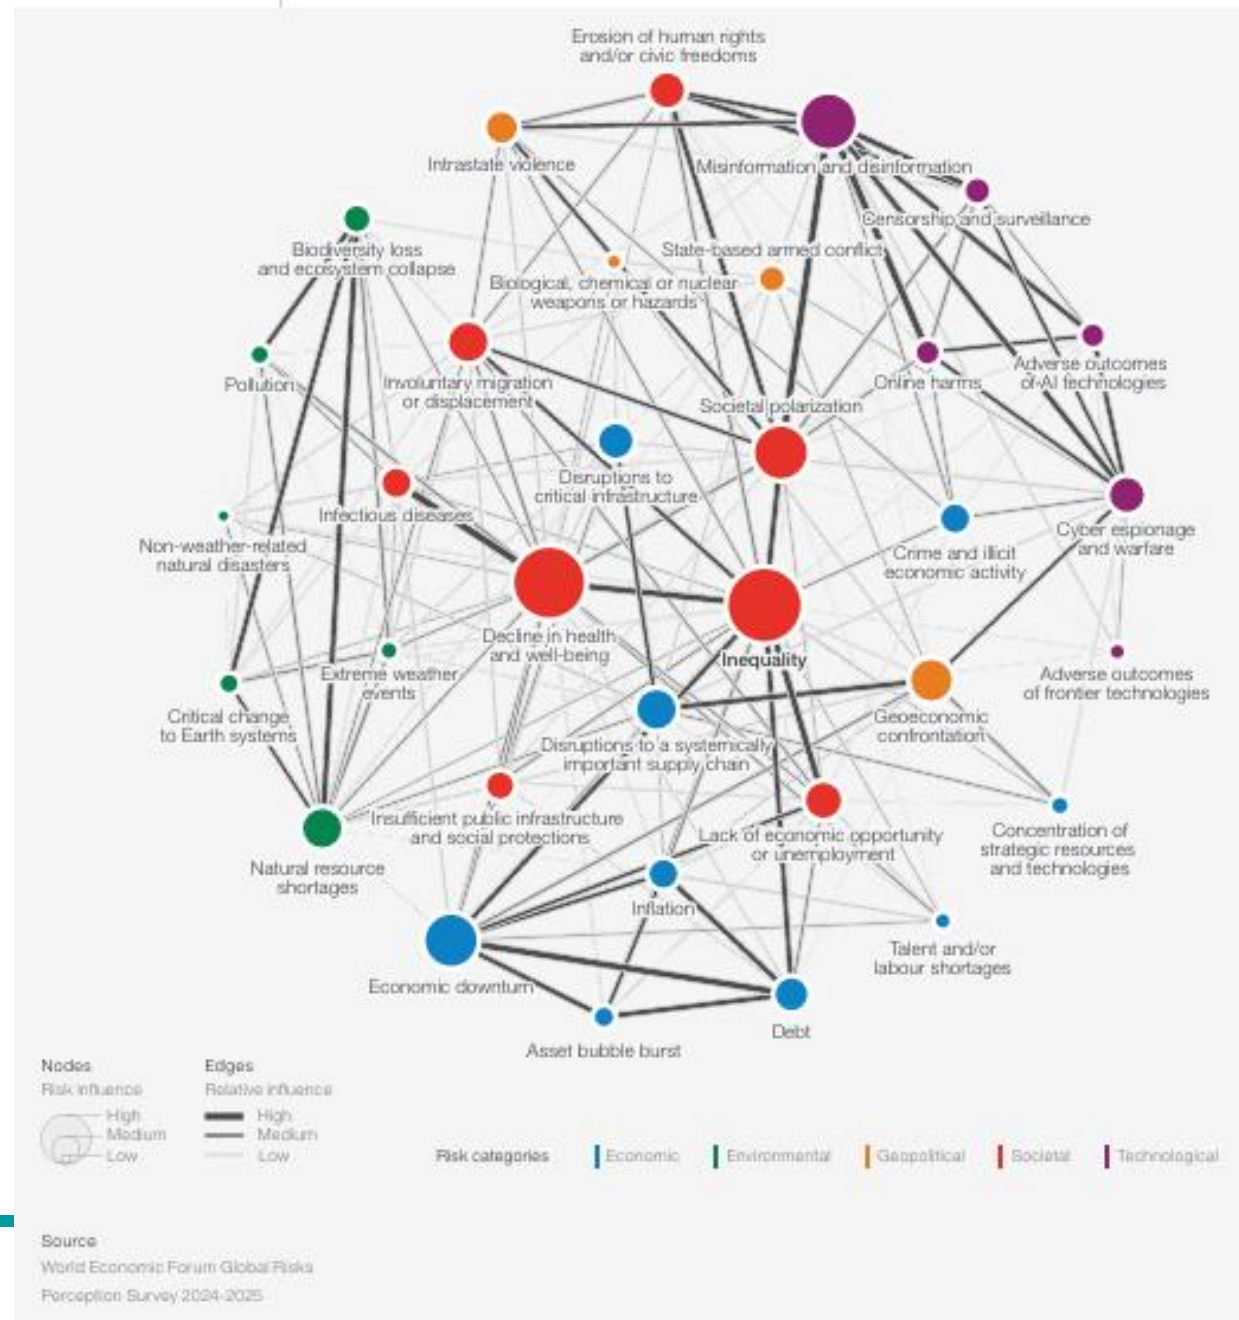 Erosion of human rights
and/or civic freedoms
Intrastate violence
Misinformation and disinformation
Censorship and surveillance
Biodiversity loss
and ecosystem collapse
State-based armed conflict
Biological, chemical or nuclear
weapons or hazards
Pollution
Involuntary migration
or displacement
Online harms
Adverse outcomes
of AI technologies
Societal polarization
Disruptions to
critical infrastructure
Infectious diseases
Non-weather-related
natural disasters
Crime and illicit
economic activity
Cyber espionage
and warfare
Decline in health
and well-being
Inequality
Extreme weather
events
Adverse outcomes
of frontier technologies
Critical change
to Earth systems
Geoeconomic
confrontation
Disruptions to a systemically
important supply chain
Insufficient public infrastructure
and social protections
Lack of economic opportunity
or unemployment
Concentration of
strategic resources
and technologies
Natural resource
shortages
Inflation
Talent and/or
labour shortages
Economic downturn
Debt
Asset bubble burst
Nodes
Risk influence
High
Medium
Low
Edges
Relative influence
High
Medium
Low
Risk categories
Economic
Environmental
Geopolitical
Societal
Technological
Source
World Economic Forum Global Risks
Perception Survey 2024-2025